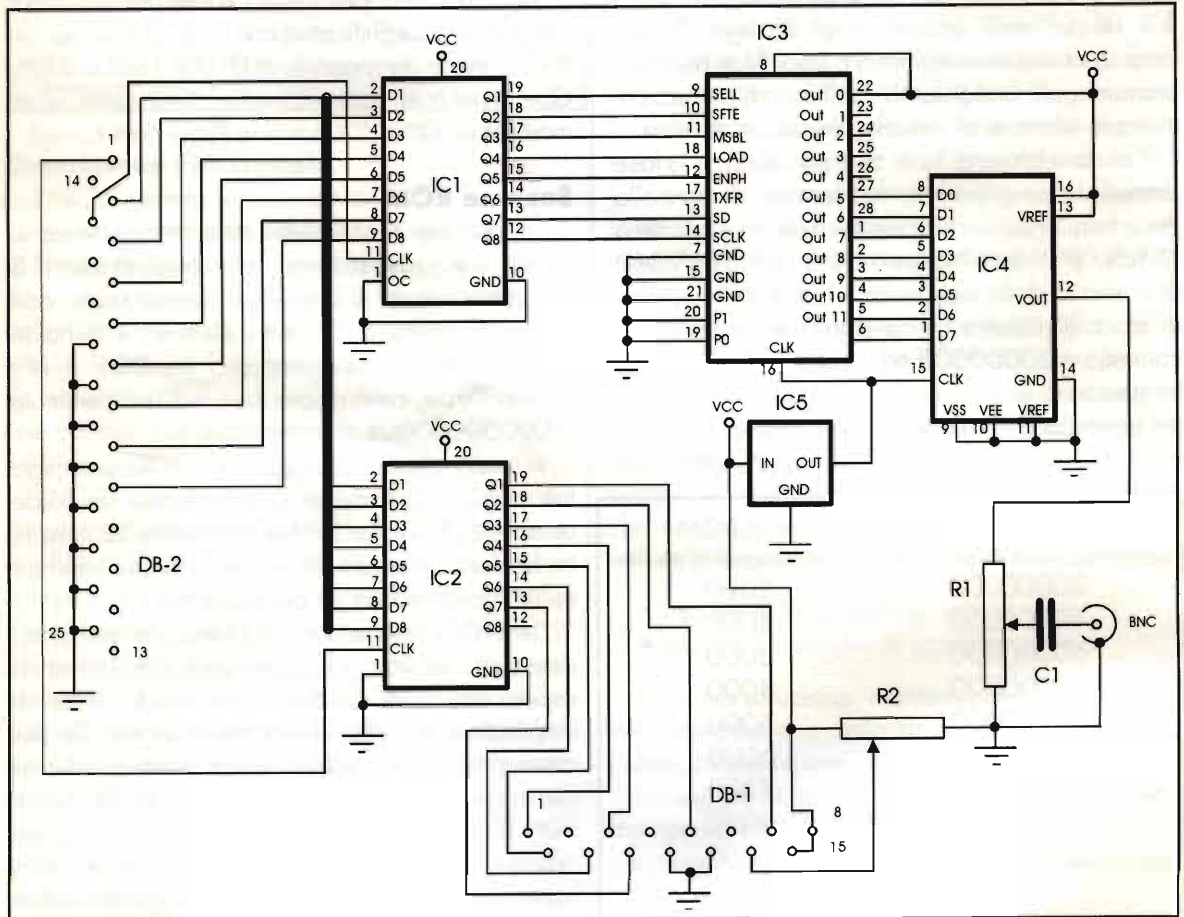 IC3
VCC
8
VCC
20
2 D1 Q1 19
3 D2 Q2 18
4 D3 Q3 17
5 D4 Q4 16
6 D5 Q5 15
7 D6 Q6 14
8 D7 Q7 13
9 D8 Q8 12
11 CLK
1 OC GND 10
IC1
9 SELL Out 0 22
10 SFTE Out 1 23
11 MSBL Out 2 24
18 LOAD Out 3 25
12 ENPH Out 4 26
17 TXFR Out 5 27
13 SD Out 6 28
14 SCLK Out 7 1
7 GND Out 8 2
15 GND Out 9 3
21 GND Out 10 4
20 P1 Out 11 5
19 P0 6
CLK
16
8 D0 16
7 D1 VREF 13
6 D2
5 D3
4 D4 IC4
3 D5 VOUT 12
2 D6
1 D7
15 CLK GND 14
VSS VEE VREF
9 10 11
1
14
DB-2
25
13
VCC
IC5
IN OUT
GND
VCC
20
2 D1 Q1 19
3 D2 Q2 18
4 D3 Q3 17
5 D4 Q4 16
6 D5 Q5 15
7 D6 Q6 14
8 D7 Q7 13
9 D8 Q8 12
11 CLK
1 GND 10
IC2
R1
BNC
C1
R2
DB-1
1
8
15